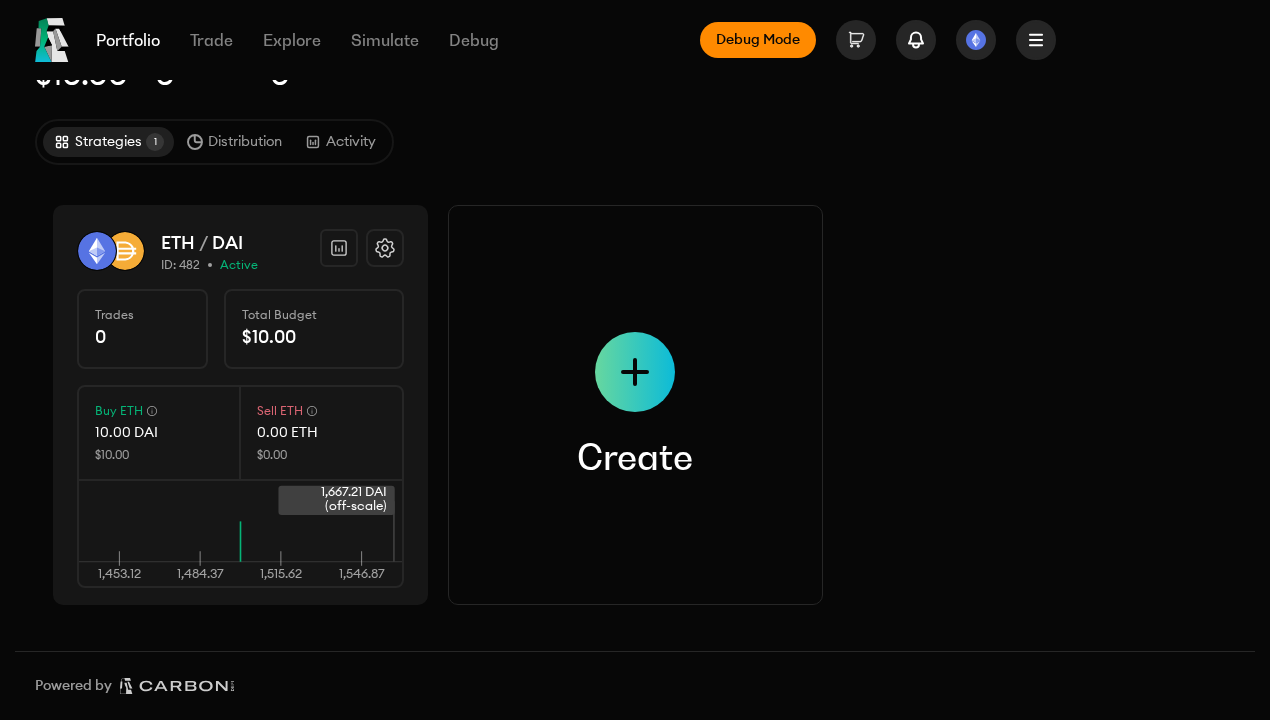 Portfolio Trade Explore Simulate Debug Debug Mode
Strategies 1 Distribution Activity
ETH / DAI
ID: 482 • Active
Trades
0
Total Budget
$10.00
Buy ETH
10.00 DAI
$10.00
Sell ETH
0.00 ETH
$0.00
1,667.21 DAI
(off-scale)
1,453.12 1,484.37 1,515.62 1,546.87
Create
Powered by CARBON